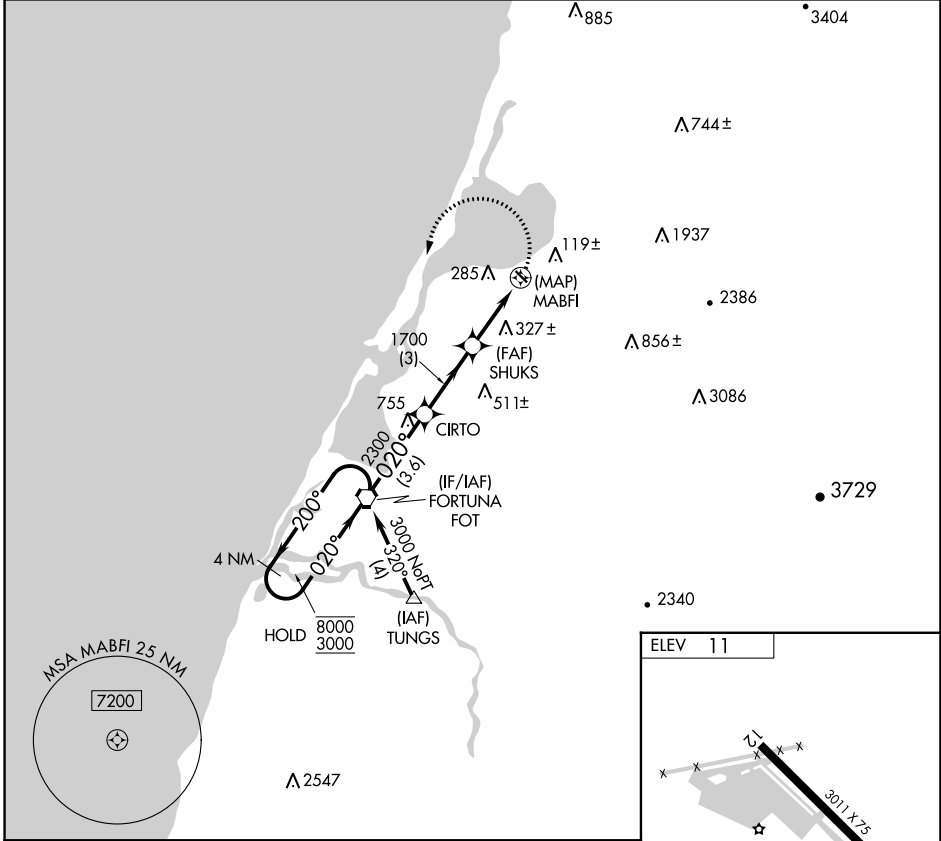 885
3404
744±
119±
1937
285
(MAP)
MABFI
2386
327±
1700
(3)
(FAF)
SHUKS
856±
755
511±
3086
CIRTO
2300
020°
(3.6)
(IF/IAF)
FORTUNA
FOT
3729
200°
020°
4 NM
3000 NoPT
320°
(4)
HOLD
8000
3000
(IAF)
TUNGS
2340
MSA MABFI 25 NM
7200
ELEV 11
12
3011 X 75
2547